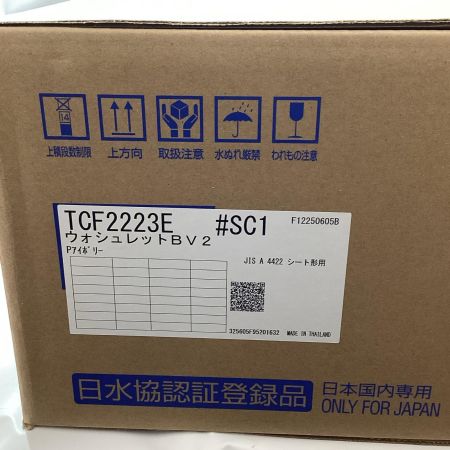 14
上積段数制限 上方向 取扱注意 水ぬれ厳禁 われもの注意
TCF2223E #SC1 F12250605B
ウォシュレットBV2
Pアイボリー
JIS A 4422 シート形用
325605F95201632 MADE IN THAILAND
日水協認証登録品 日本国内専用
ONLY FOR JAPAN